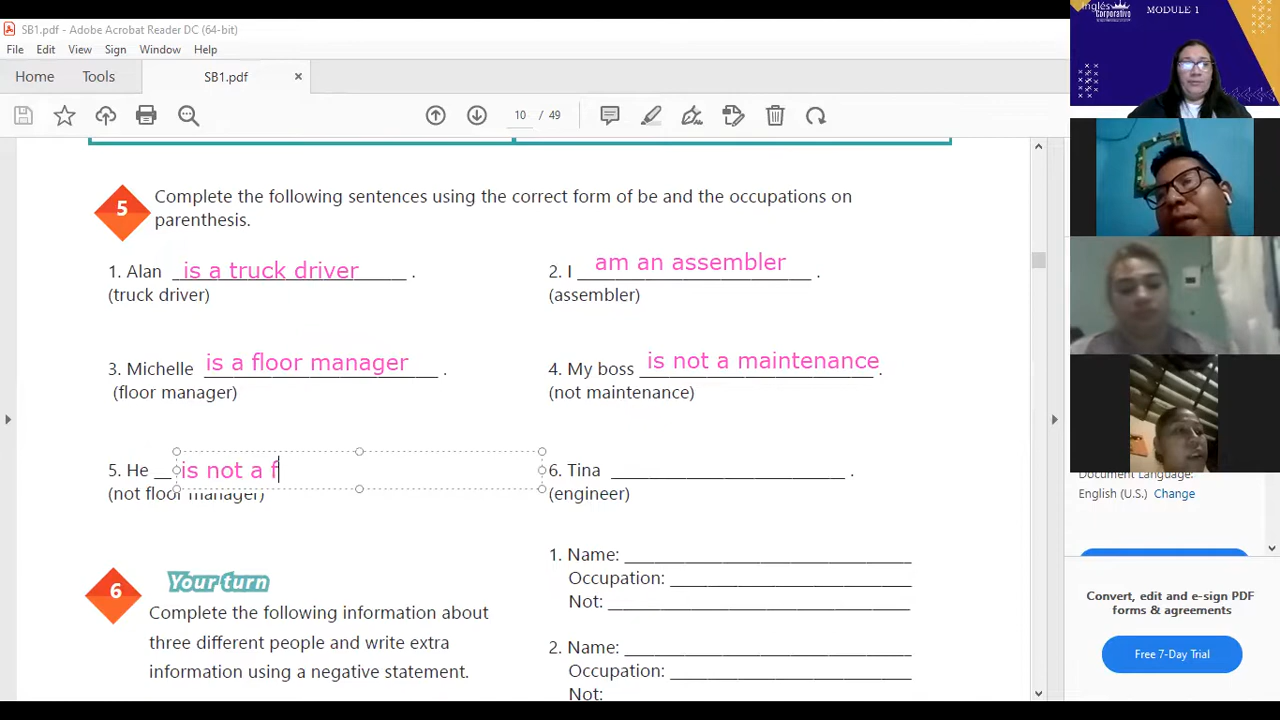 SB1.pdf - Adobe Acrobat Reader DC (64-bit)
File Edit View Sign Window Help
Home Tools SB1.pdf ×
10 / 49
5 Complete the following sentences using the correct form of be and the occupations on
parenthesis.
1. Alan is a truck driver .
(truck driver)
2. I am an assembler .
(assembler)
3. Michelle is a floor manager .
(floor manager)
4. My boss is not a maintenance .
(not maintenance)
5. He is not a f
(not floor manager)
6. Tina .
(engineer)
6 Your turn
Complete the following information about
three different people and write extra
information using a negative statement.
1. Name:
Occupation:
Not:
2. Name:
Occupation:
Not:
Inglés
corporativo
MODULE 1
Document Language:
English (U.S.) Change
Convert, edit and e-sign PDF
forms & agreements
Free 7-Day Trial